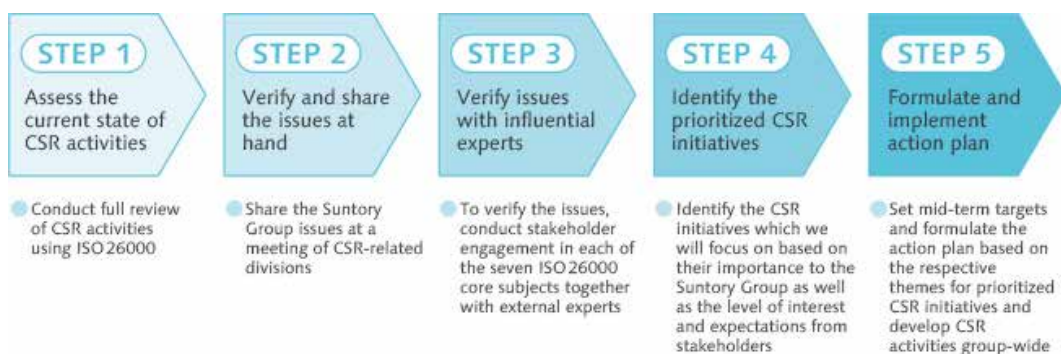 STEP 1
Assess the
current state of
CSR activities
Conduct full review
of CSR activities
using ISO 26000
STEP 2
Verify and share
the issues at
hand
Share the Suntory
Group issues at a
meeting of CSR-related
divisions
STEP 3
Verify issues
with influential
experts
To verify the issues,
conduct stakeholder
engagement in each of
the seven ISO 26000
core subjects together
with external experts
STEP 4
Identify the
prioritized CSR
initiatives
Identify the CSR
initiatives which we
will focus on based on
their importance to the
Suntory Group as well
as the level of interest
and expectations from
stakeholders
STEP 5
Formulate and
implement
action plan
Set mid-term targets
and formulate the
action plan based on
the respective
themes for prioritized
CSR initiatives and
develop CSR
activities group-wide